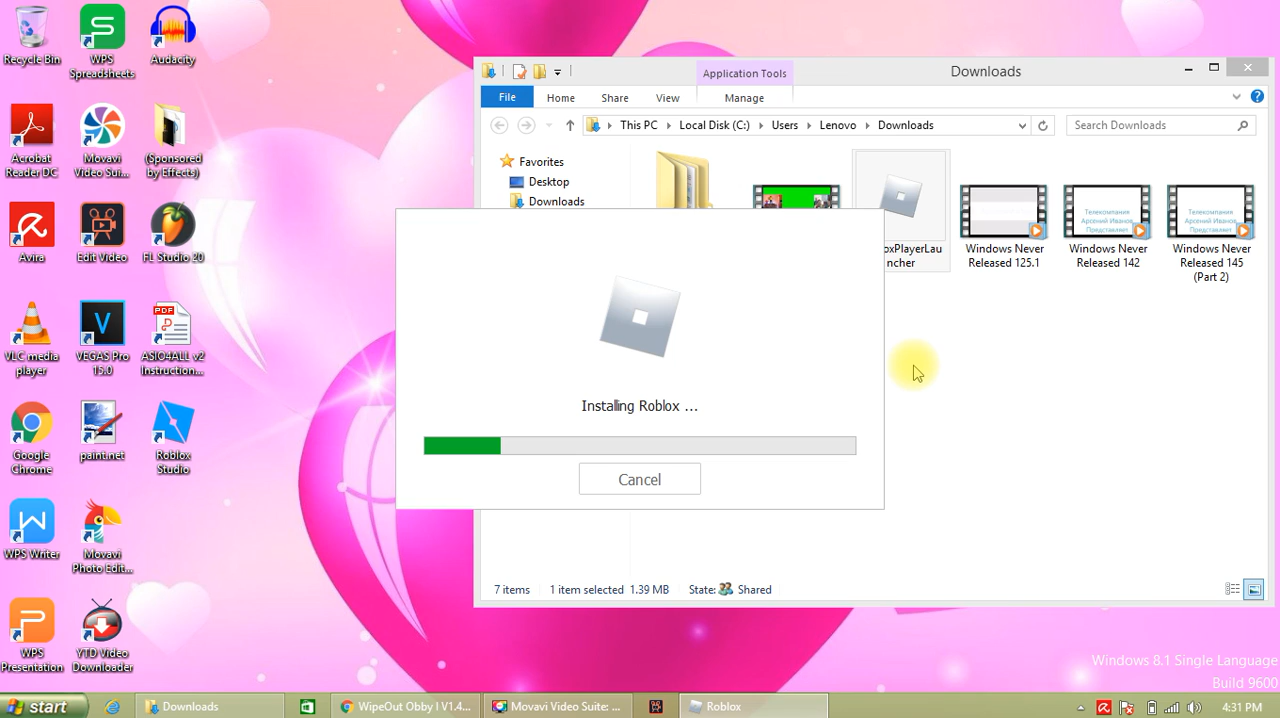 Recycle Bin
WPS
Spreadsheets
Audacity
Acrobat
Reader DC
Movavi
Video Sui...
(Sponsored
by Effects)
Avira
Edit Video
FL Studio 20
VLC media
player
VEGAS Pro
15.0
PDF
ASIO4ALL v2
Instruction...
Google
Chrome
paint.net
Roblox
Studio
WPS Writer
Movavi
Photo Edit...
WPS
Presentation
YTD Video
Downloader
Application Tools
Downloads
File
Home
Share
View
Manage
This PC
Local Disk (C:)
Users
Lenovo
Downloads
Search Downloads
Favorites
Desktop
Downloads
oxPlayerLau
ncher
Windows Never
Released 125.1
Телекомпания
Арсений Иванов
Представляет
Windows Never
Released 142
Телекомпания
Арсений Иванов
Представляет
Windows Never
Released 145
(Part 2)
Installing Roblox ...
Cancel
7 items
1 item selected 1.39 MB
State: Shared
Windows 8.1 Single Language
Build 9600
start
Downloads
WipeOut Obby I V1.4...
Movavi Video Suite: ...
Roblox
4:31 PM